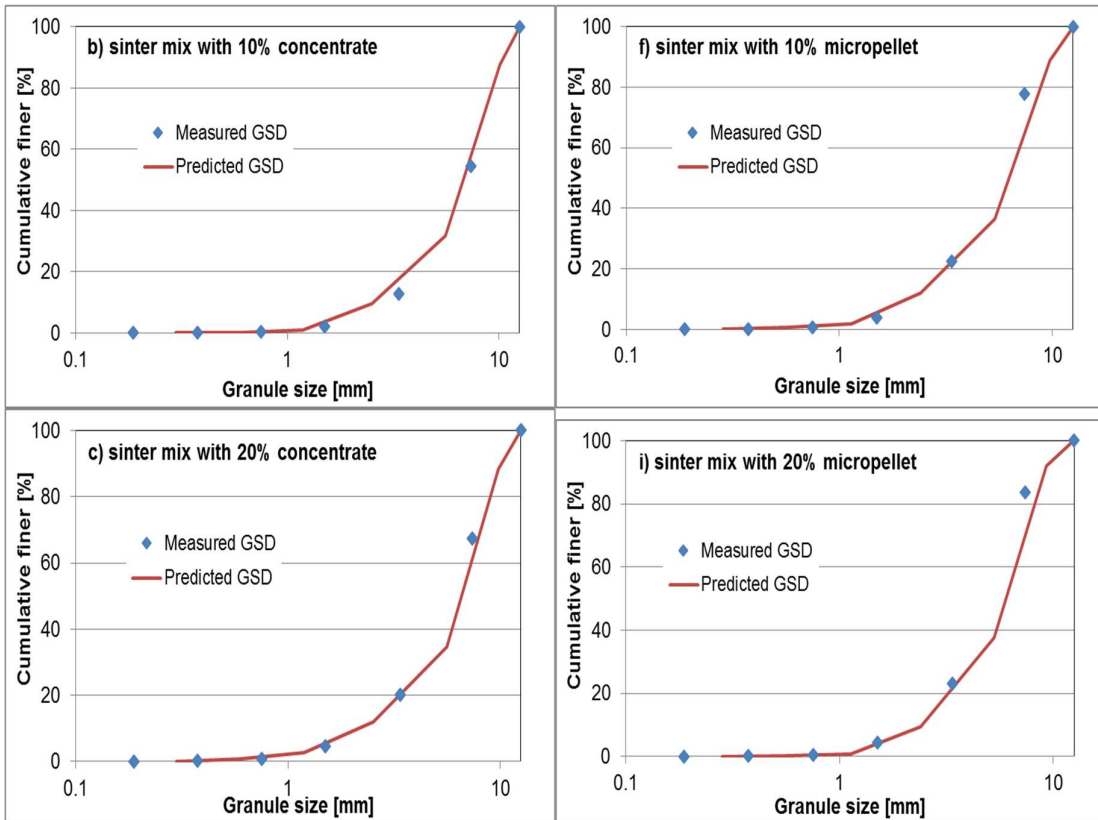 b) sinter mix with 10% concentrate
Cumulative finer [%]
100
80
60
40
20
0
Measured GSD
Predicted GSD
0.1
1
10
Granule size [mm]
f) sinter mix with 10% micropellet
Cumulative finer [%]
100
80
60
40
20
0
Measured GSD
Predicted GSD
0.1
1
10
Granule size [mm]
c) sinter mix with 20% concentrate
Cumulative finer [%]
100
80
60
40
20
0
Measured GSD
Predicted GSD
0.1
1
10
Granule size [mm]
i) sinter mix with 20% micropellet
Cumulative finer [%]
100
80
60
40
20
0
Measured GSD
Predicted GSD
0.1
1
10
Granule size [mm]